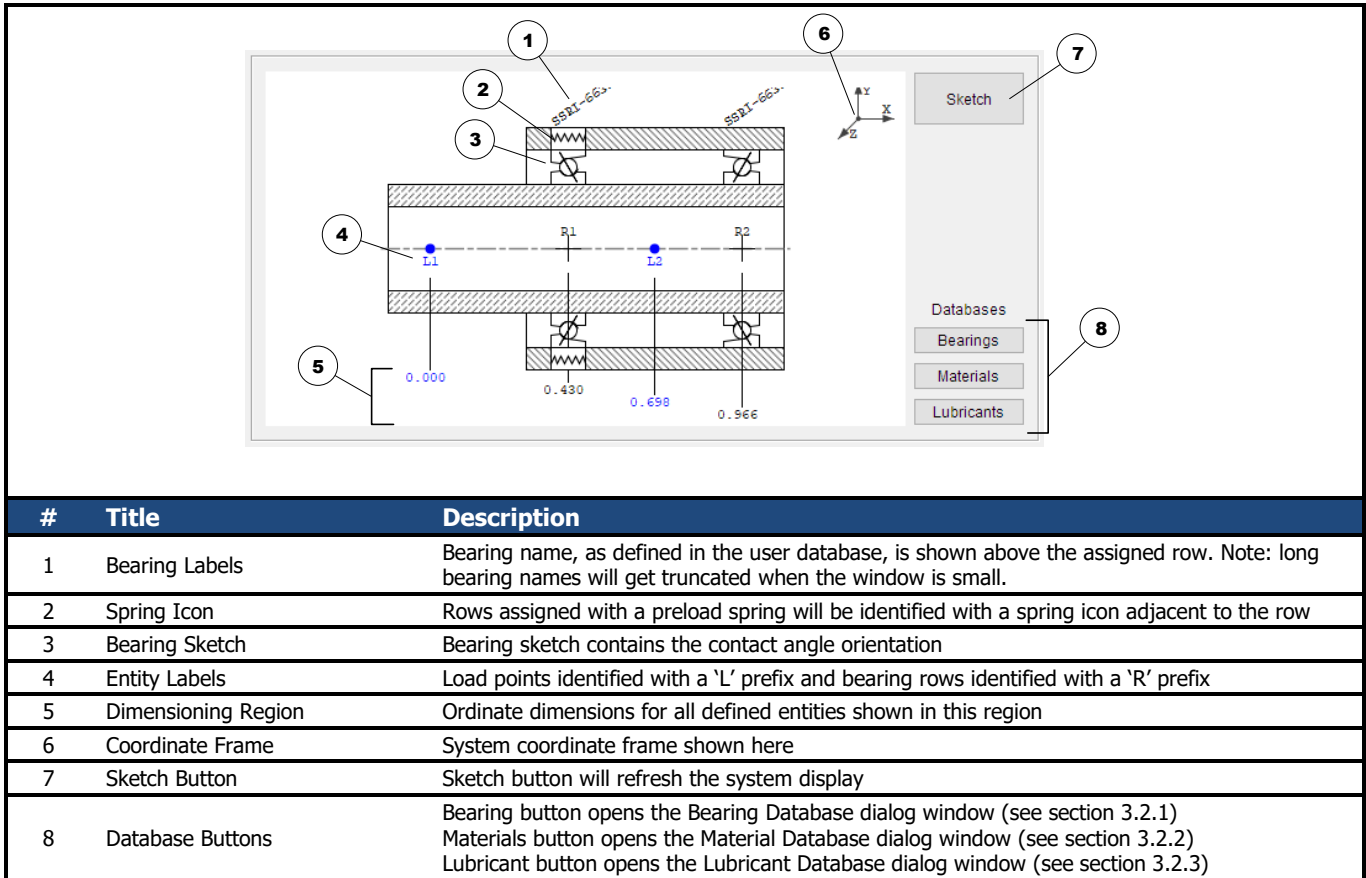 1
6
7
2
SSRI-663.
SSRI-663.
Y
X
Z
Sketch
3
4
R1
R2
L1
L2
Databases
Bearings
8
5
0.000
0.430
0.698
0.966
Materials
Lubricants
# Title Description
1 Bearing Labels Bearing name, as defined in the user database, is shown above the assigned row. Note: long
bearing names will get truncated when the window is small.
2 Spring Icon Rows assigned with a preload spring will be identified with a spring icon adjacent to the row
3 Bearing Sketch Bearing sketch contains the contact angle orientation
4 Entity Labels Load points identified with a ‘L’ prefix and bearing rows identified with a ‘R’ prefix
5 Dimensioning Region Ordinate dimensions for all defined entities shown in this region
6 Coordinate Frame System coordinate frame shown here
7 Sketch Button Sketch button will refresh the system display
8 Database Buttons Bearing button opens the Bearing Database dialog window (see section 3.2.1)
Materials button opens the Material Database dialog window (see section 3.2.2)
Lubricant button opens the Lubricant Database dialog window (see section 3.2.3)